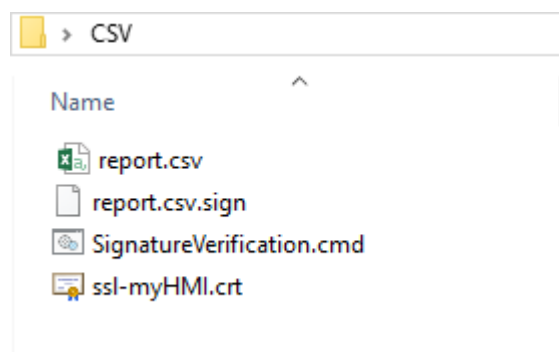 > CSV
Name
report.csv
report.csv.sign
SignatureVerification.cmd
ssl-myHMI.crt